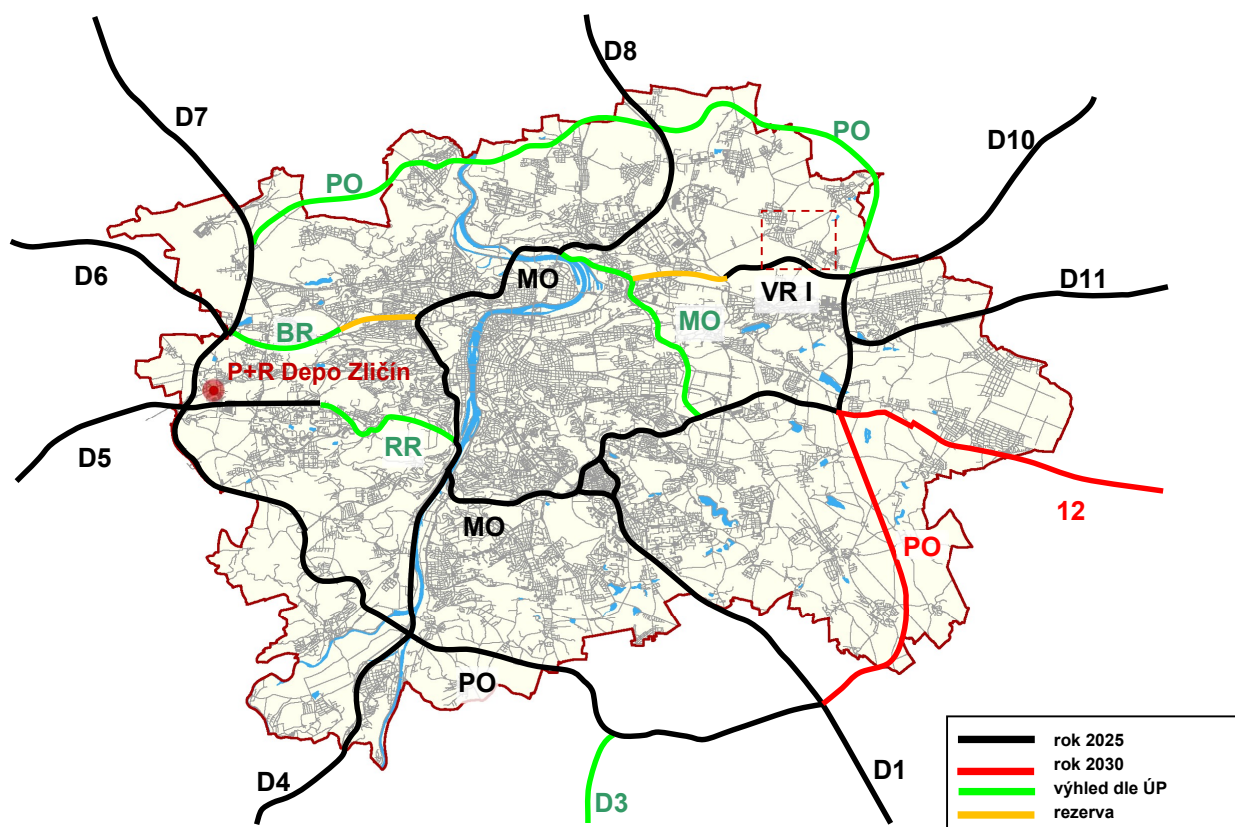 D8
D7
PO
D10
PO
D6
MO
VR I
D11
BR
MO
P+R Depo Zličín
D5
RR
MO
12
PO
PO
D4
D3
D1
rok 2025
rok 2030
výhled dle ÚP
rezerva